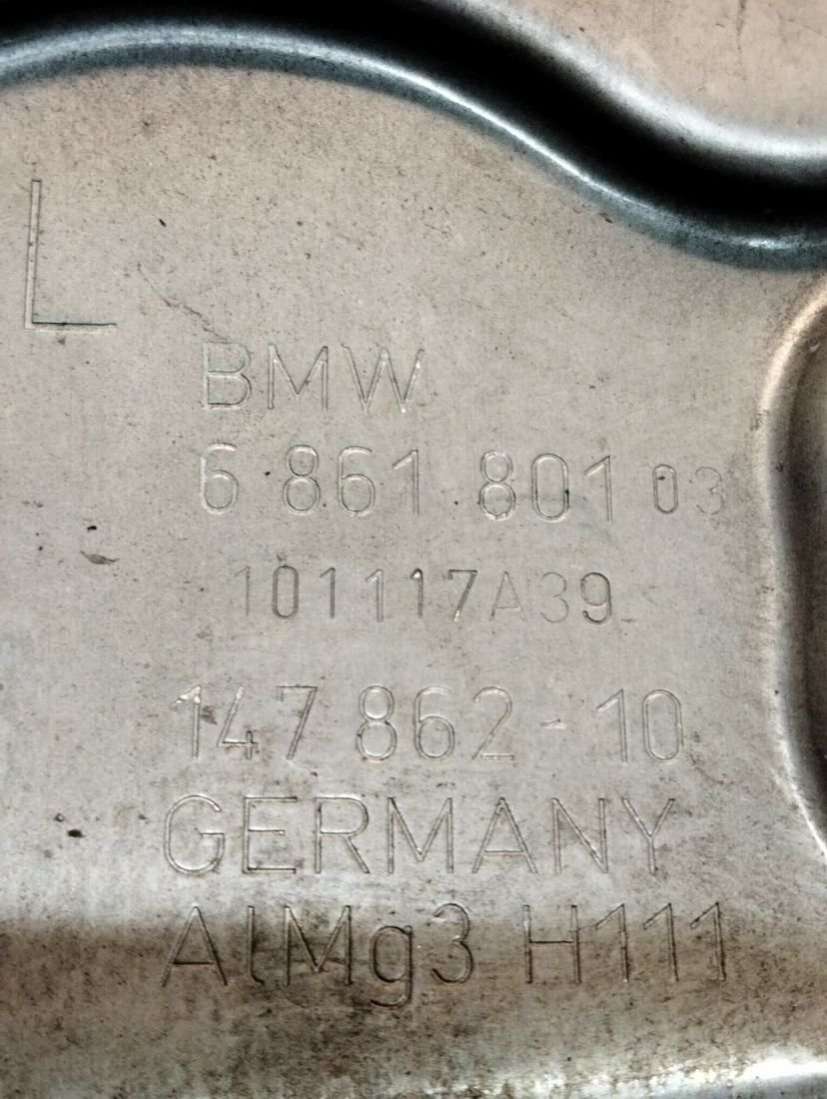 L
BMW
6 861 801 03
101117A39
147 862-10
GERMANY
AlMg3 H111